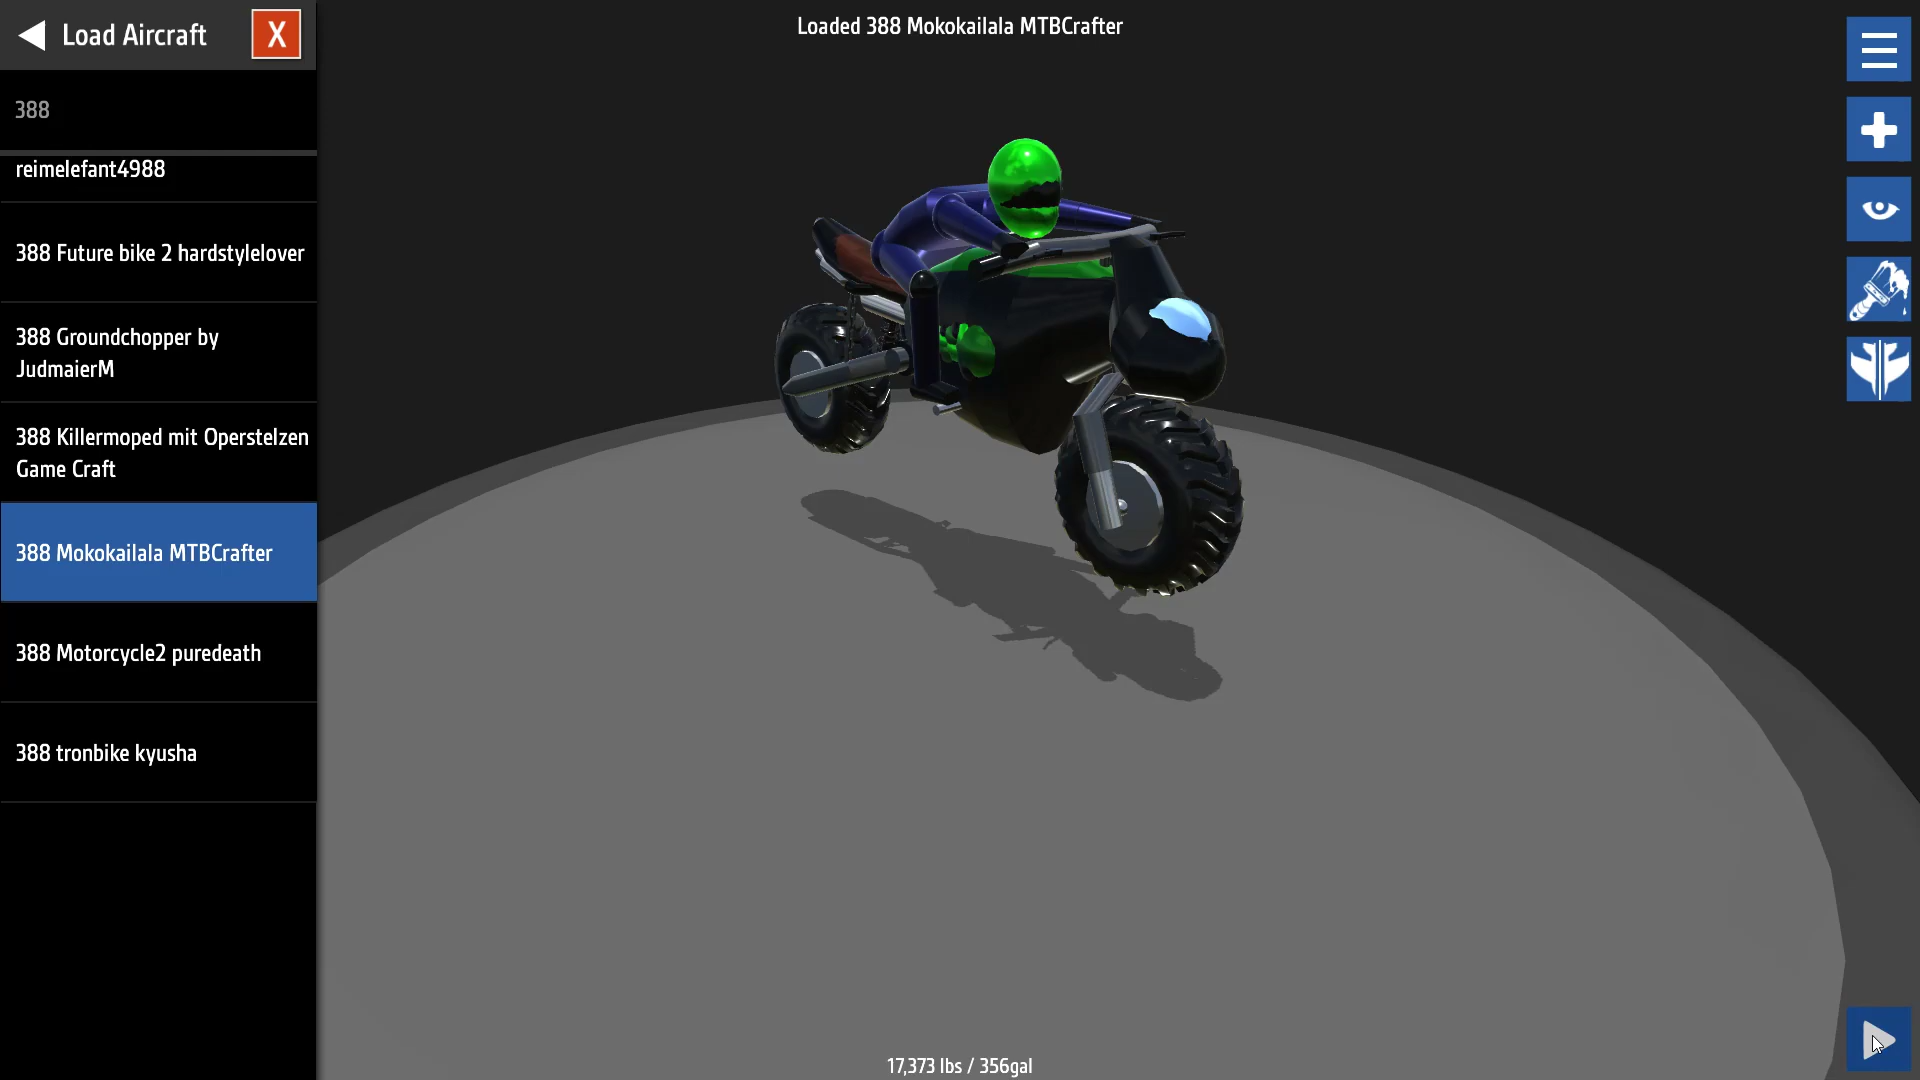 Load Aircraft
X
Loaded 388 Mokokailala MTBCrafter
388
reimelefant4988
388 Future bike 2 hardstylelover
388 Groundchopper by
JudmaierM
388 Killermoped mit Operstelzen
Game Craft
388 Mokokailala MTBCrafter
388 Motorcycle2 puredeath
388 tronbike kyusha
17,373 lbs / 356gal